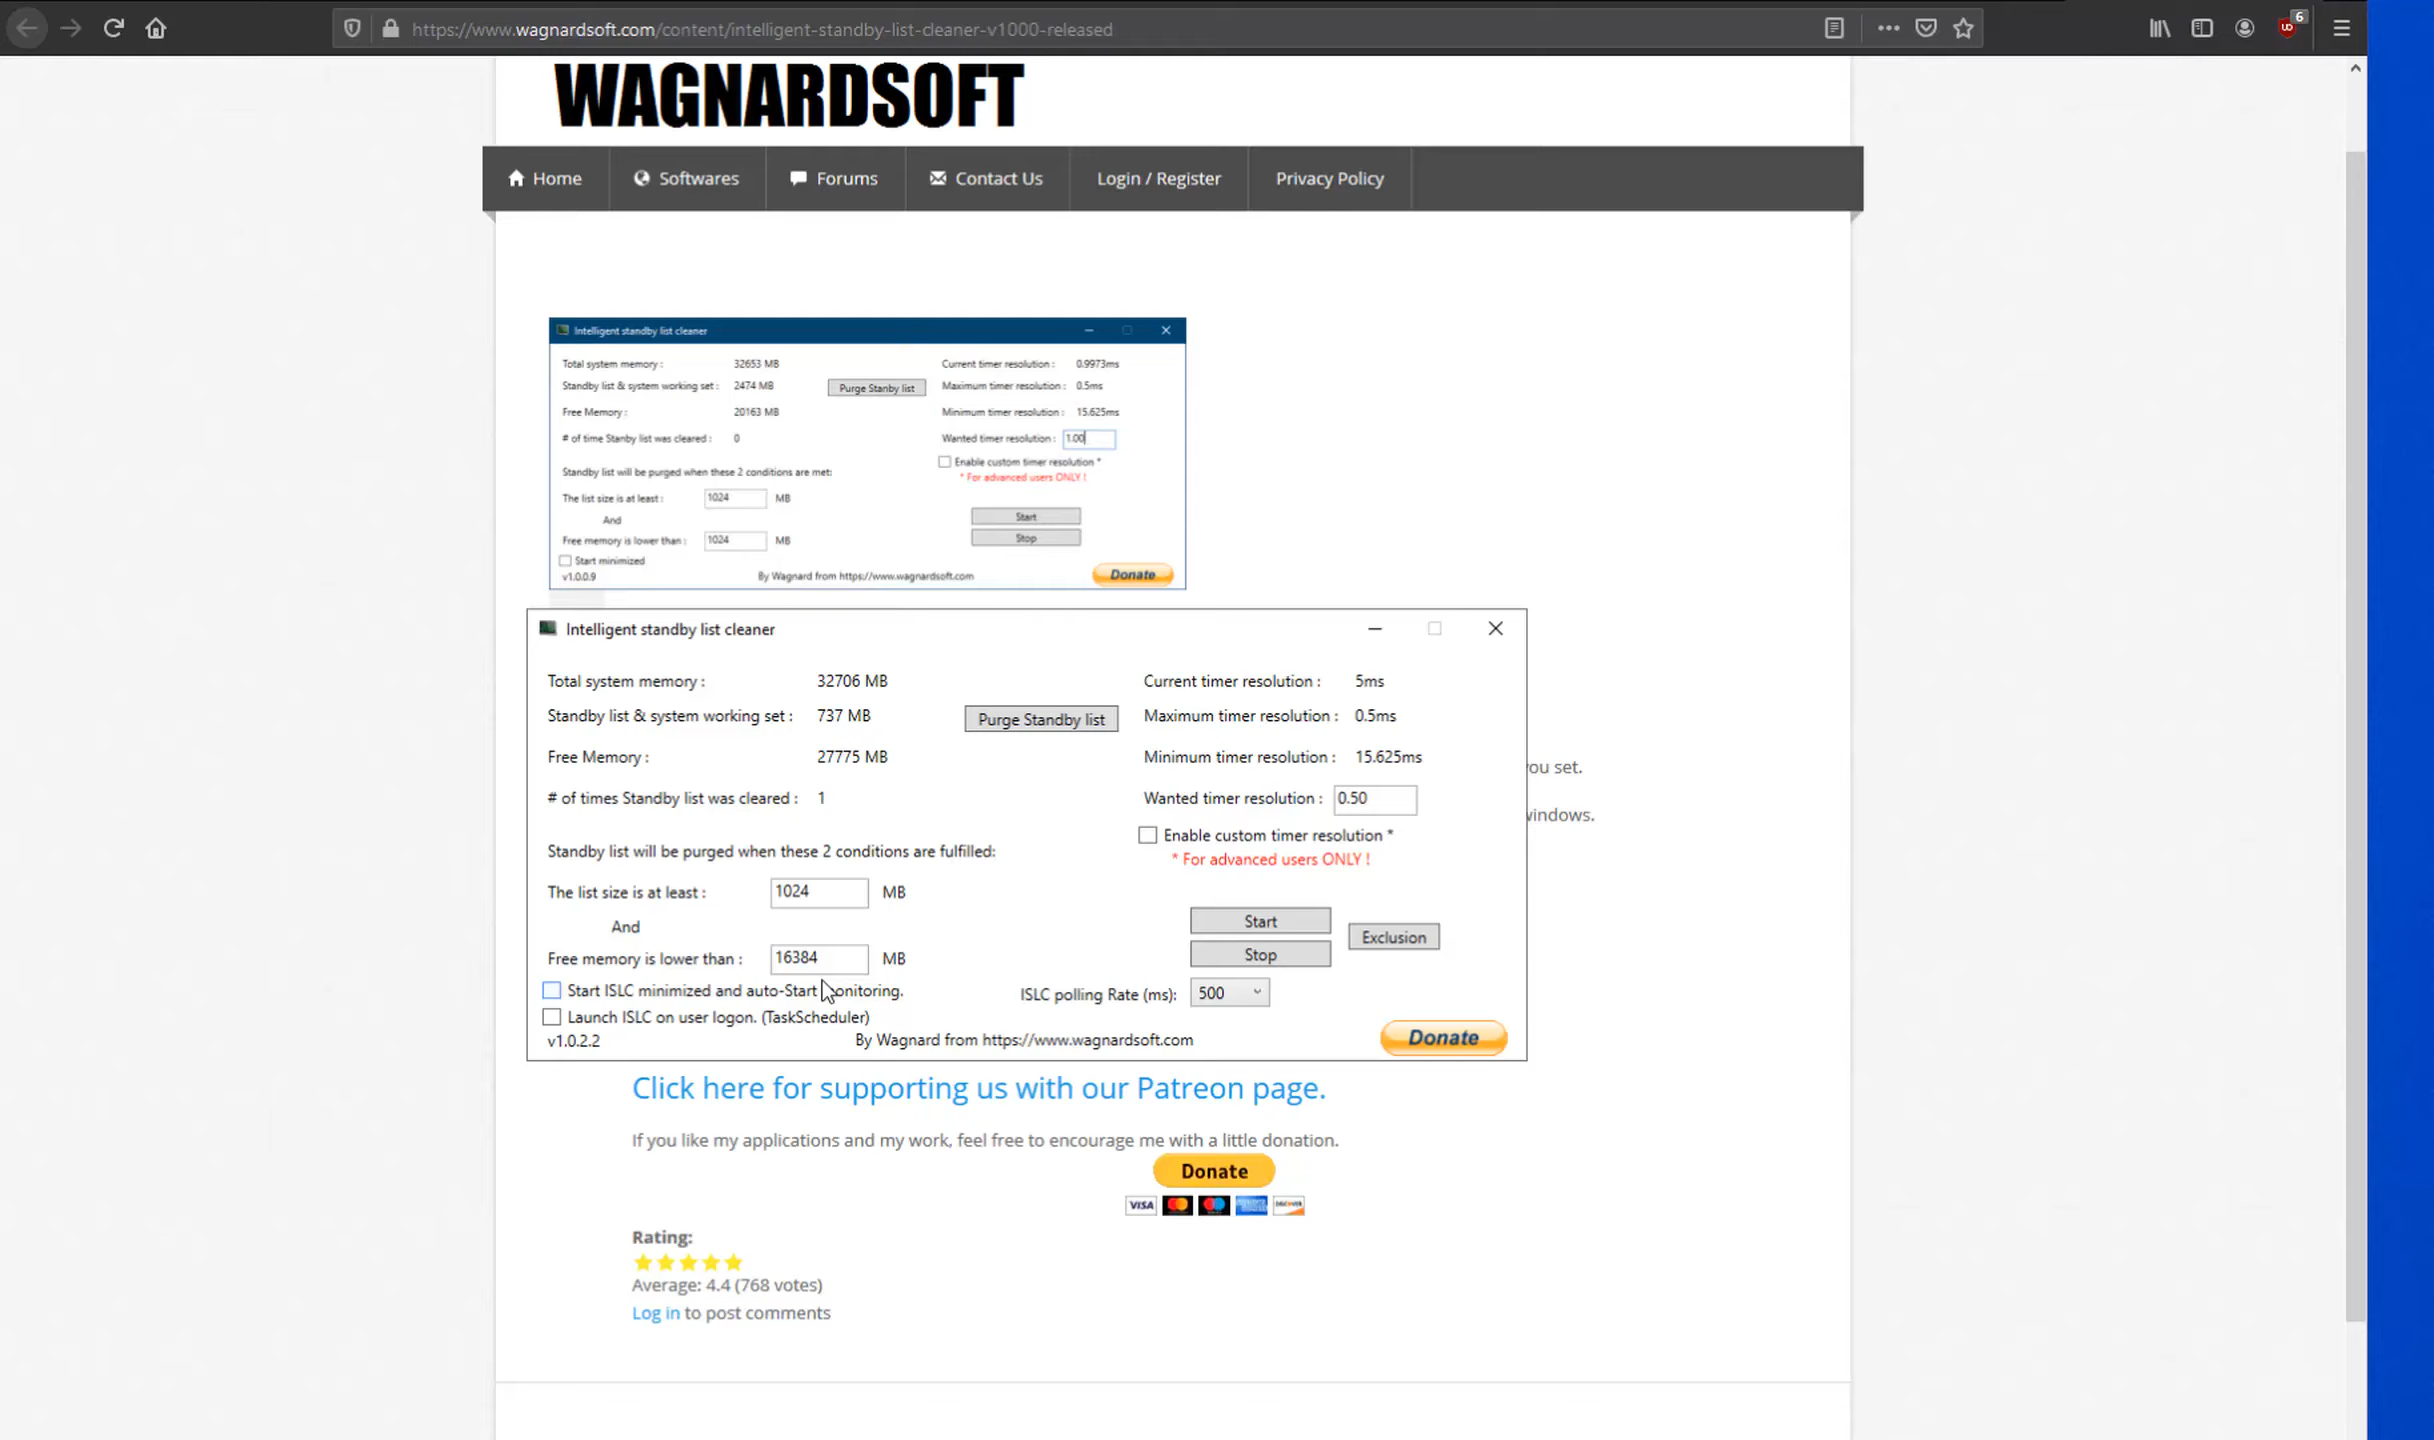 https://www.wagnardsoft.com/content/intelligent-standby-list-cleaner-v1000-released
6
WAGNARDSOFT
Home
Softwares
Forums
Contact Us
Login / Register
Privacy Policy
Intelligent standby list cleaner
Total system memory : 32653 MB
Current timer resolution : 0.9973ms
Standby list & system working set : 2474 MB
Purge Stanby list
Maximum timer resolution : 0.5ms
Free Memory : 20163 MB
Minimum timer resolution : 15.625ms
# of time Stanby list was cleared : 0
Wanted timer resolution : 1.00
Enable custom timer resolution *
* For advanced users ONLY !
Standby list will be purged when these 2 conditions are met:
The list size is at least : 1024 MB
And
Start
Free memory is lower than : 1024 MB
Stop
Start minimized
v1.0.0.9
By Wagnard from https://www.wagnardsoft.com
Donate
Intelligent standby list cleaner
Total system memory : 32706 MB
Current timer resolution : 5ms
Standby list & system working set : 737 MB
Purge Standby list
Maximum timer resolution : 0.5ms
Free Memory : 27775 MB
Minimum timer resolution : 15.625ms
you set.
# of times Standby list was cleared : 1
Wanted timer resolution : 0.50
windows.
Enable custom timer resolution *
* For advanced users ONLY !
Standby list will be purged when these 2 conditions are fulfilled:
The list size is at least : 1024 MB
And
Start
Exclusion
Stop
Free memory is lower than : 16384 MB
Start ISLC minimized and auto-Start monitoring.
ISLC polling Rate (ms): 500
Launch ISLC on user logon. (TaskScheduler)
v1.0.2.2
By Wagnard from https://www.wagnardsoft.com
Donate
Click here for supporting us with our Patreon page.
If you like my applications and my work, feel free to encourage me with a little donation.
Donate
VISA
DISCOVER
Rating:
Average: 4.4 (768 votes)
Log in to post comments